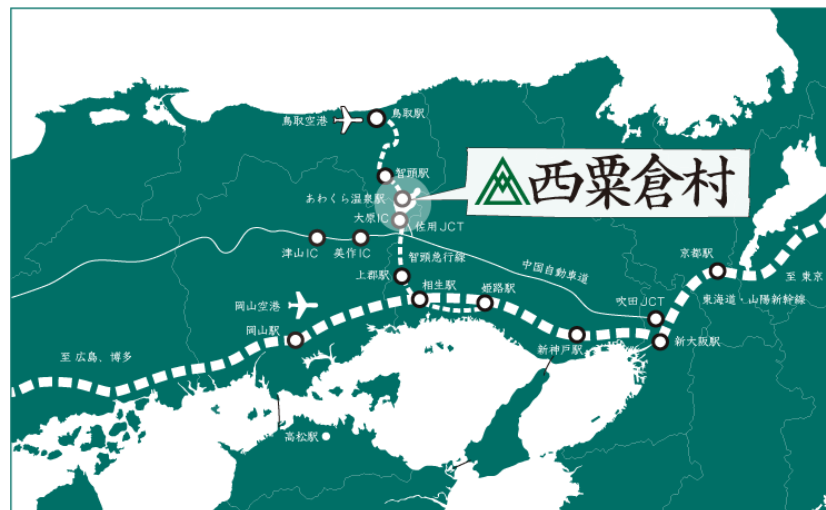 鳥取駅
鳥取空港
智頭駅
西粟倉村
あわくら温泉駅
大原IC
佐用JCT
津山IC
美作IC
智頭急行線
中国自動車道
京都駅
至 東京
上郡駅
相生駅
姫路駅
吹田JCT
東海道・山陽新幹線
岡山空港
岡山駅
新神戸駅
新大阪駅
至 広島、博多
高松駅